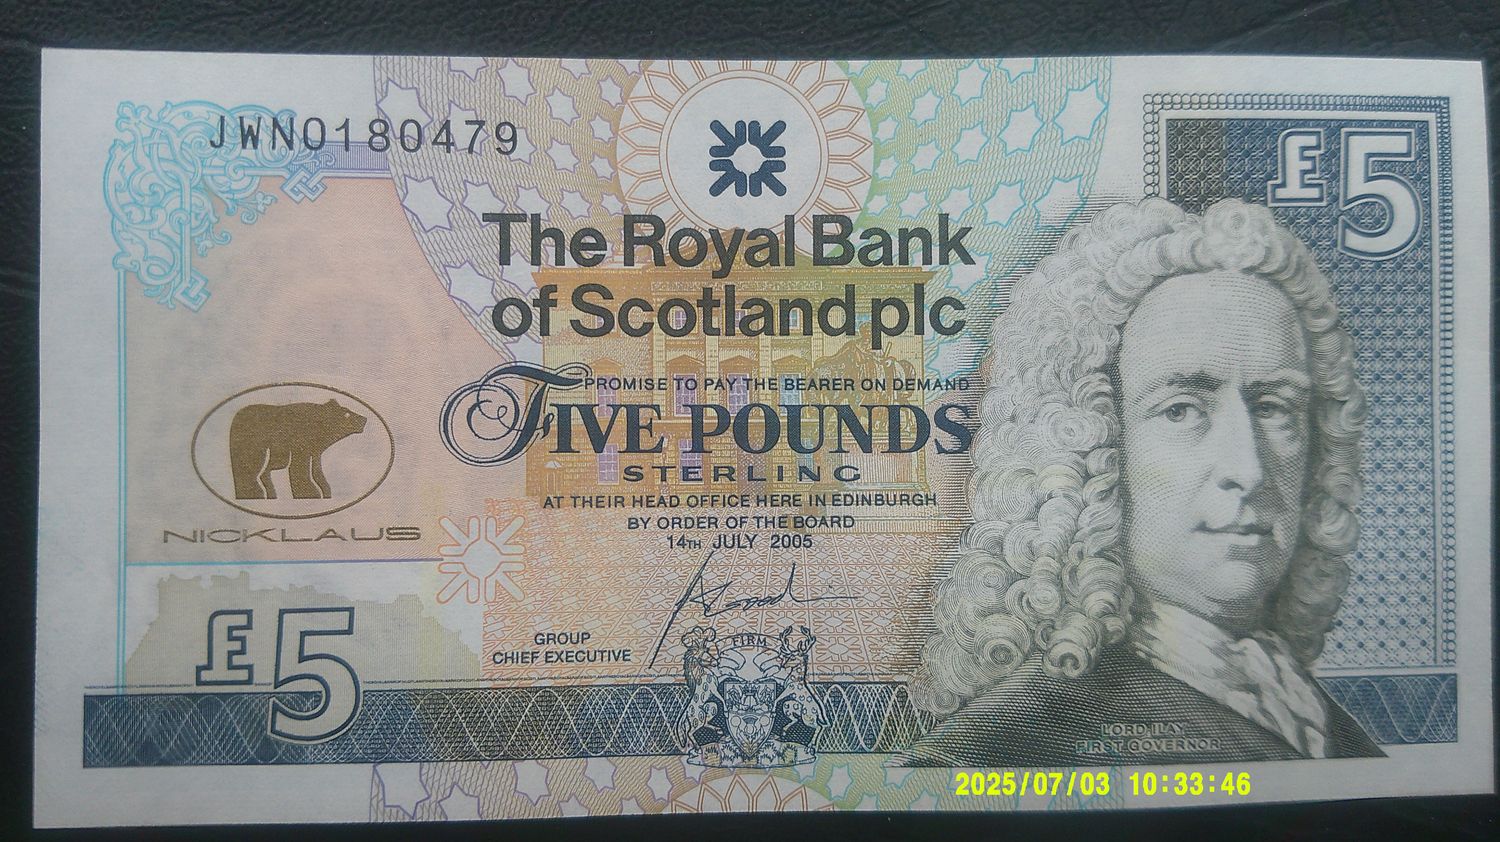 JWN0180479
£5
The Royal Bank
of Scotland plc
PROMISE TO PAY THE BEARER ON DEMAND
FIVE POUNDS
STERLING
AT THEIR HEAD OFFICE HERE IN EDINBURGH
BY ORDER OF THE BOARD
14TH JULY 2005
NICKLAUS
£5
GROUP
CHIEF EXECUTIVE
FIRM
LORD ILAY
FIRST GOVERNOR
2025/07/03 10:33:46